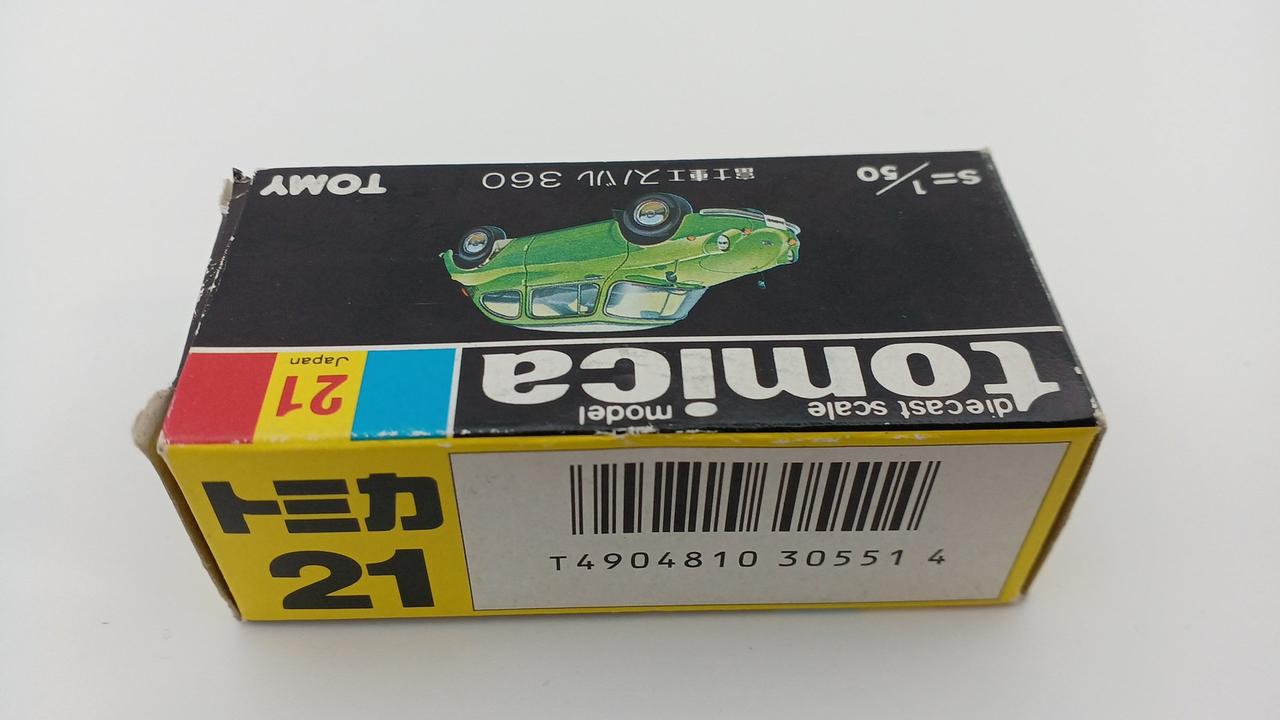 diecast scale model
tomica
21
Japan
富士重工スバル 360
S=1/50
TOMY
トミカ
21
T4904810 30551 4